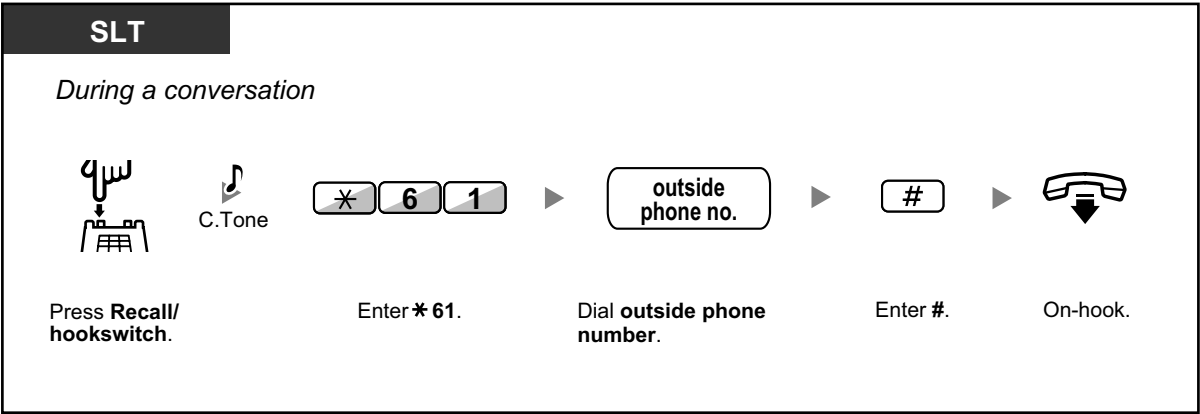 SLT
During a conversation
C.Tone
* 6 1
outside
phone no.
#
Press Recall/
hookswitch.
Enter * 61.
Dial outside phone
number.
Enter #.
On-hook.